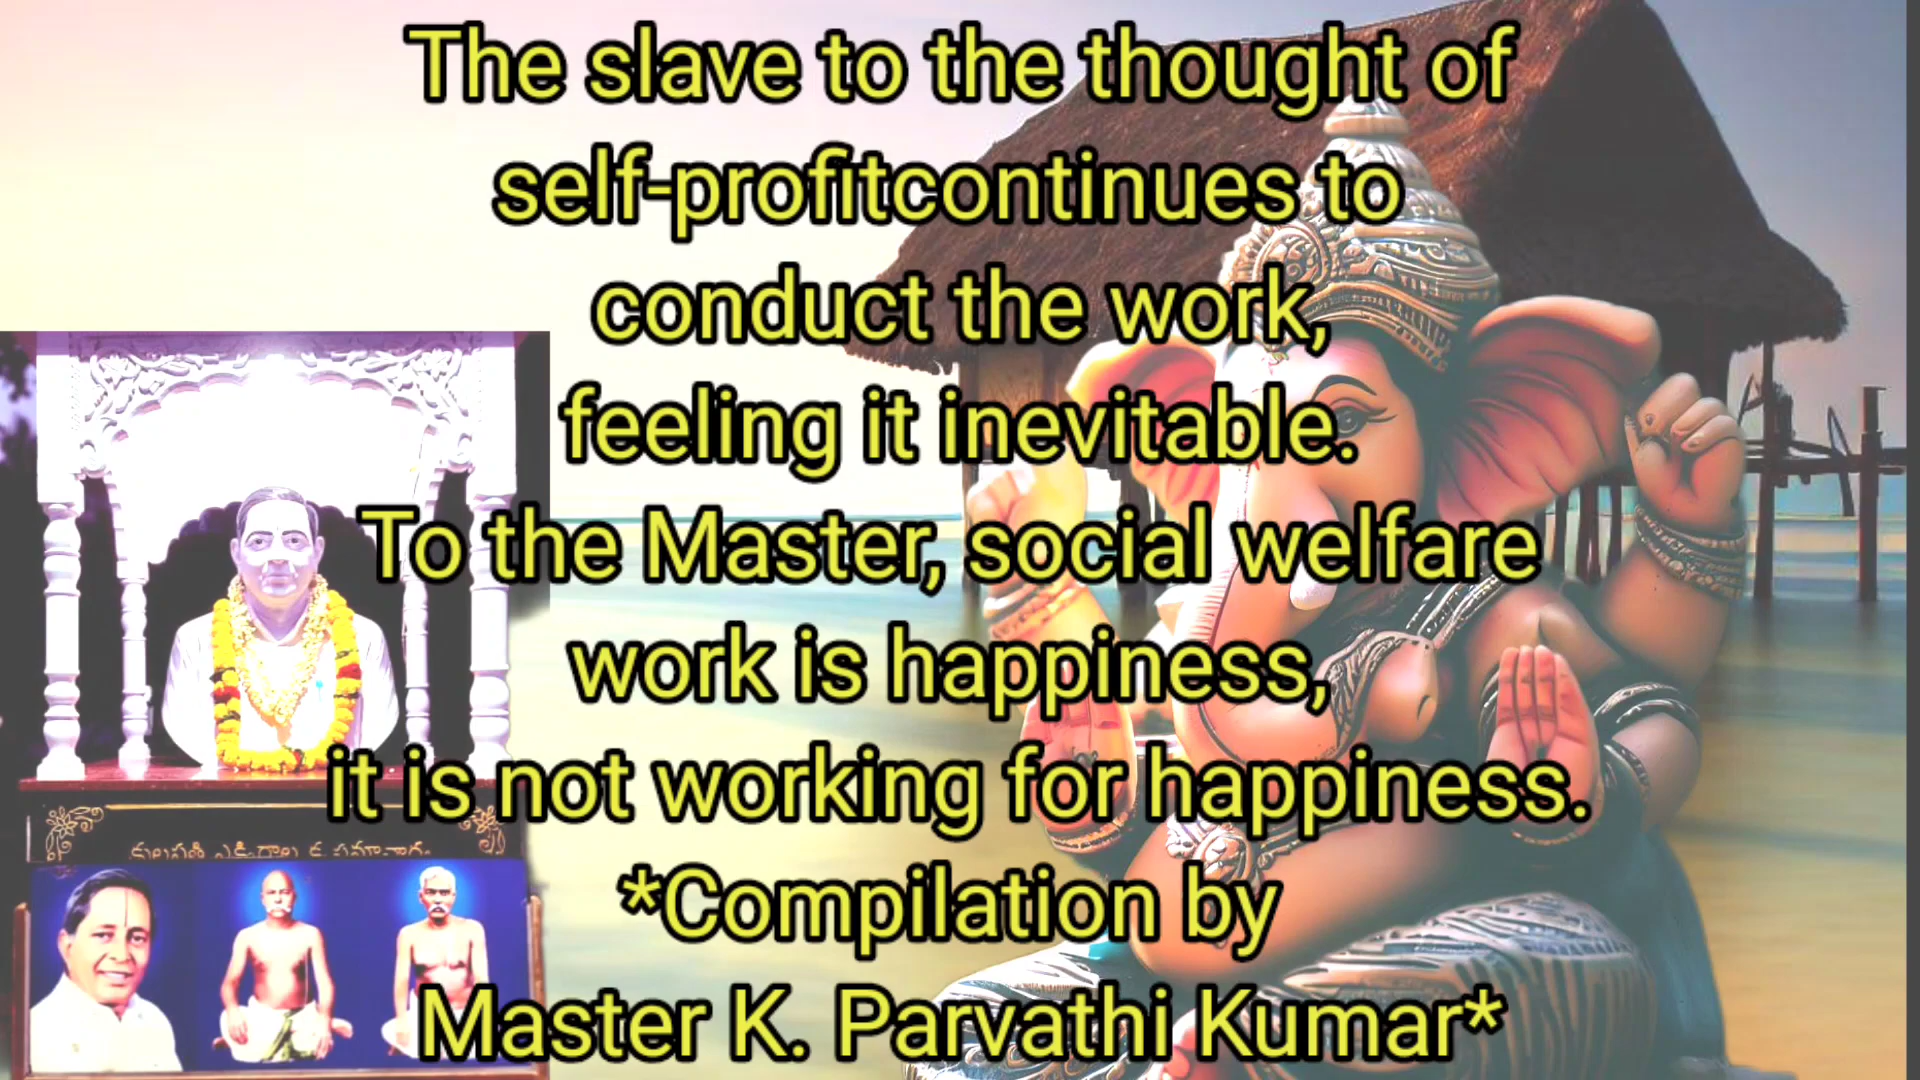 The slave to the thought of
self-profitcontinues to
conduct the work,
feeling it inevitable.
To the Master, social welfare
work is happiness,
it is not working for happiness.
*Compilation by
Master K. Parvathi Kumar*